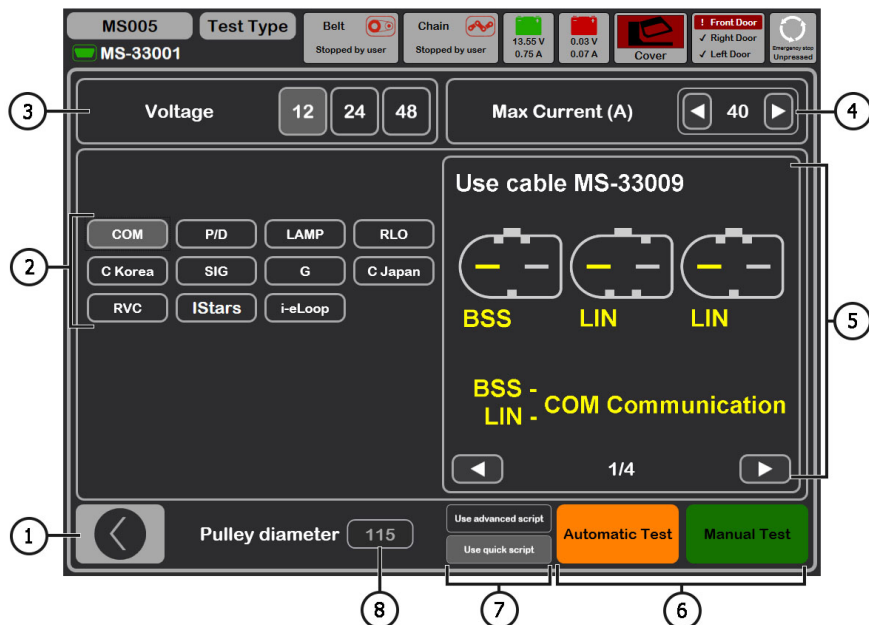 MS005
Test Type
MS-33001
Belt
Stopped by user
Chain
Stopped by user
13.55 V
0.75 A
0.03 V
0.07 A
Cover
! Front Door
✓ Right Door
✓ Left Door
Emergency stop
Unpressed
3
Voltage
12
24
48
Max Current (A)
40
4
2
COM
P/D
LAMP
RLO
C Korea
SIG
G
C Japan
RVC
IStars
i-eLoop
Use cable MS-33009
BSS
LIN
LIN
BSS -
LIN -
COM Communication
1/4
5
1
Pulley diameter
115
Use advanced script
Use quick script
Automatic Test
Manual Test
8
7
6